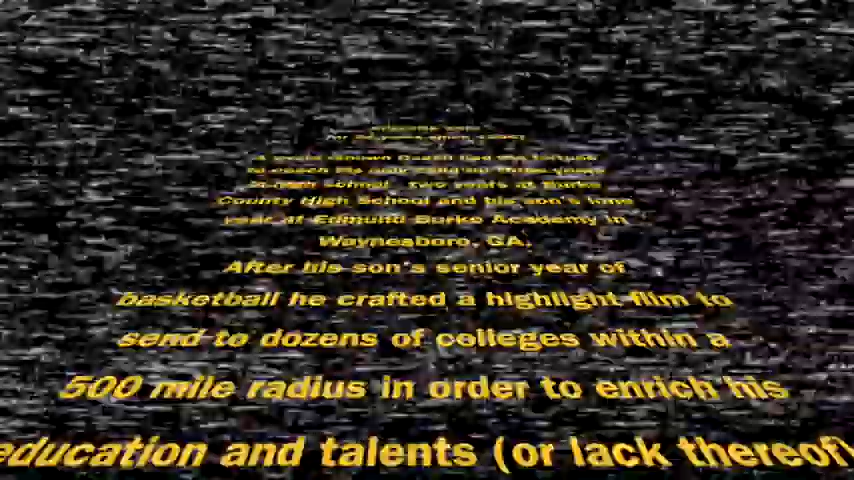 A world renown Coach had the fortune
to coach his only child for three years
in high school, two years at Burke
County High School and his son's lone
year at Edmund Burke Academy in
Waynesboro, GA.
After his son's senior year of
basketball he crafted a highlight film to
send to dozens of colleges within a
500 mile radius in order to enrich his
education and talents (or lack thereof)